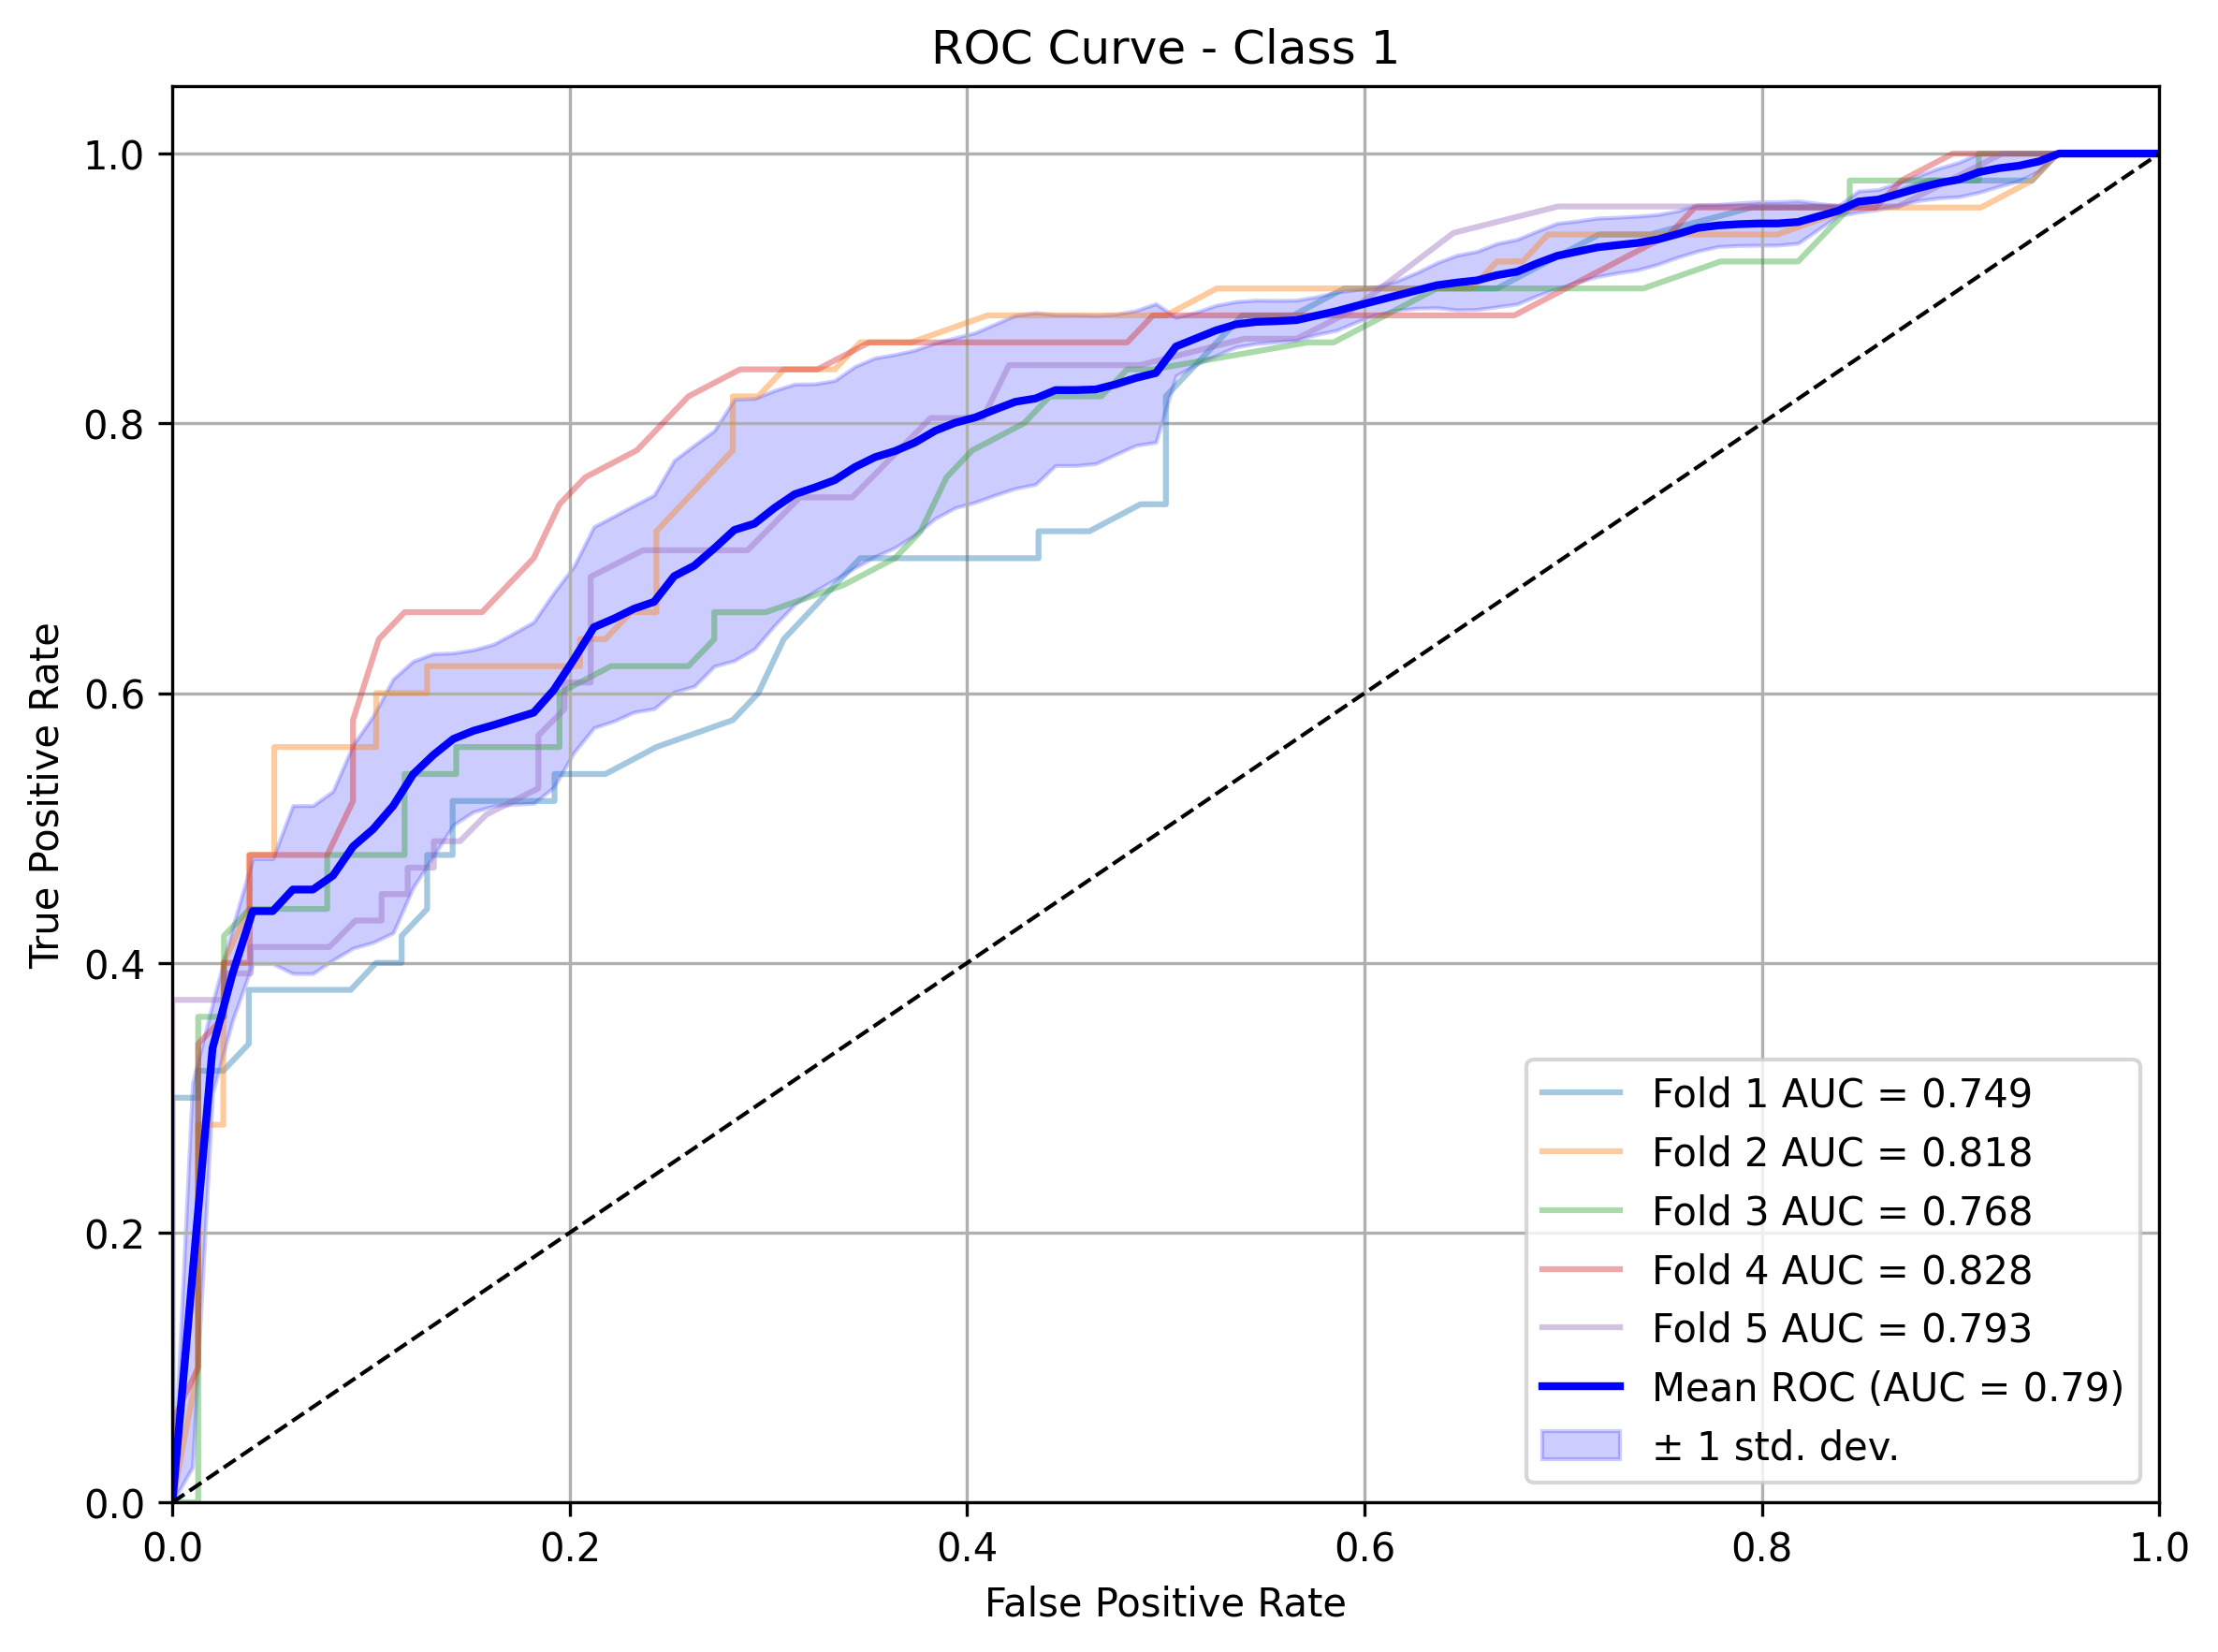 ROC Curve - Class 1
True Positive Rate
1.0
0.8
0.6
0.4
0.2
0.0
0.0 0.2 0.4 0.6 0.8 1.0
False Positive Rate
Fold 1 AUC = 0.749
Fold 2 AUC = 0.818
Fold 3 AUC = 0.768
Fold 4 AUC = 0.828
Fold 5 AUC = 0.793
Mean ROC (AUC = 0.79)
± 1 std. dev.